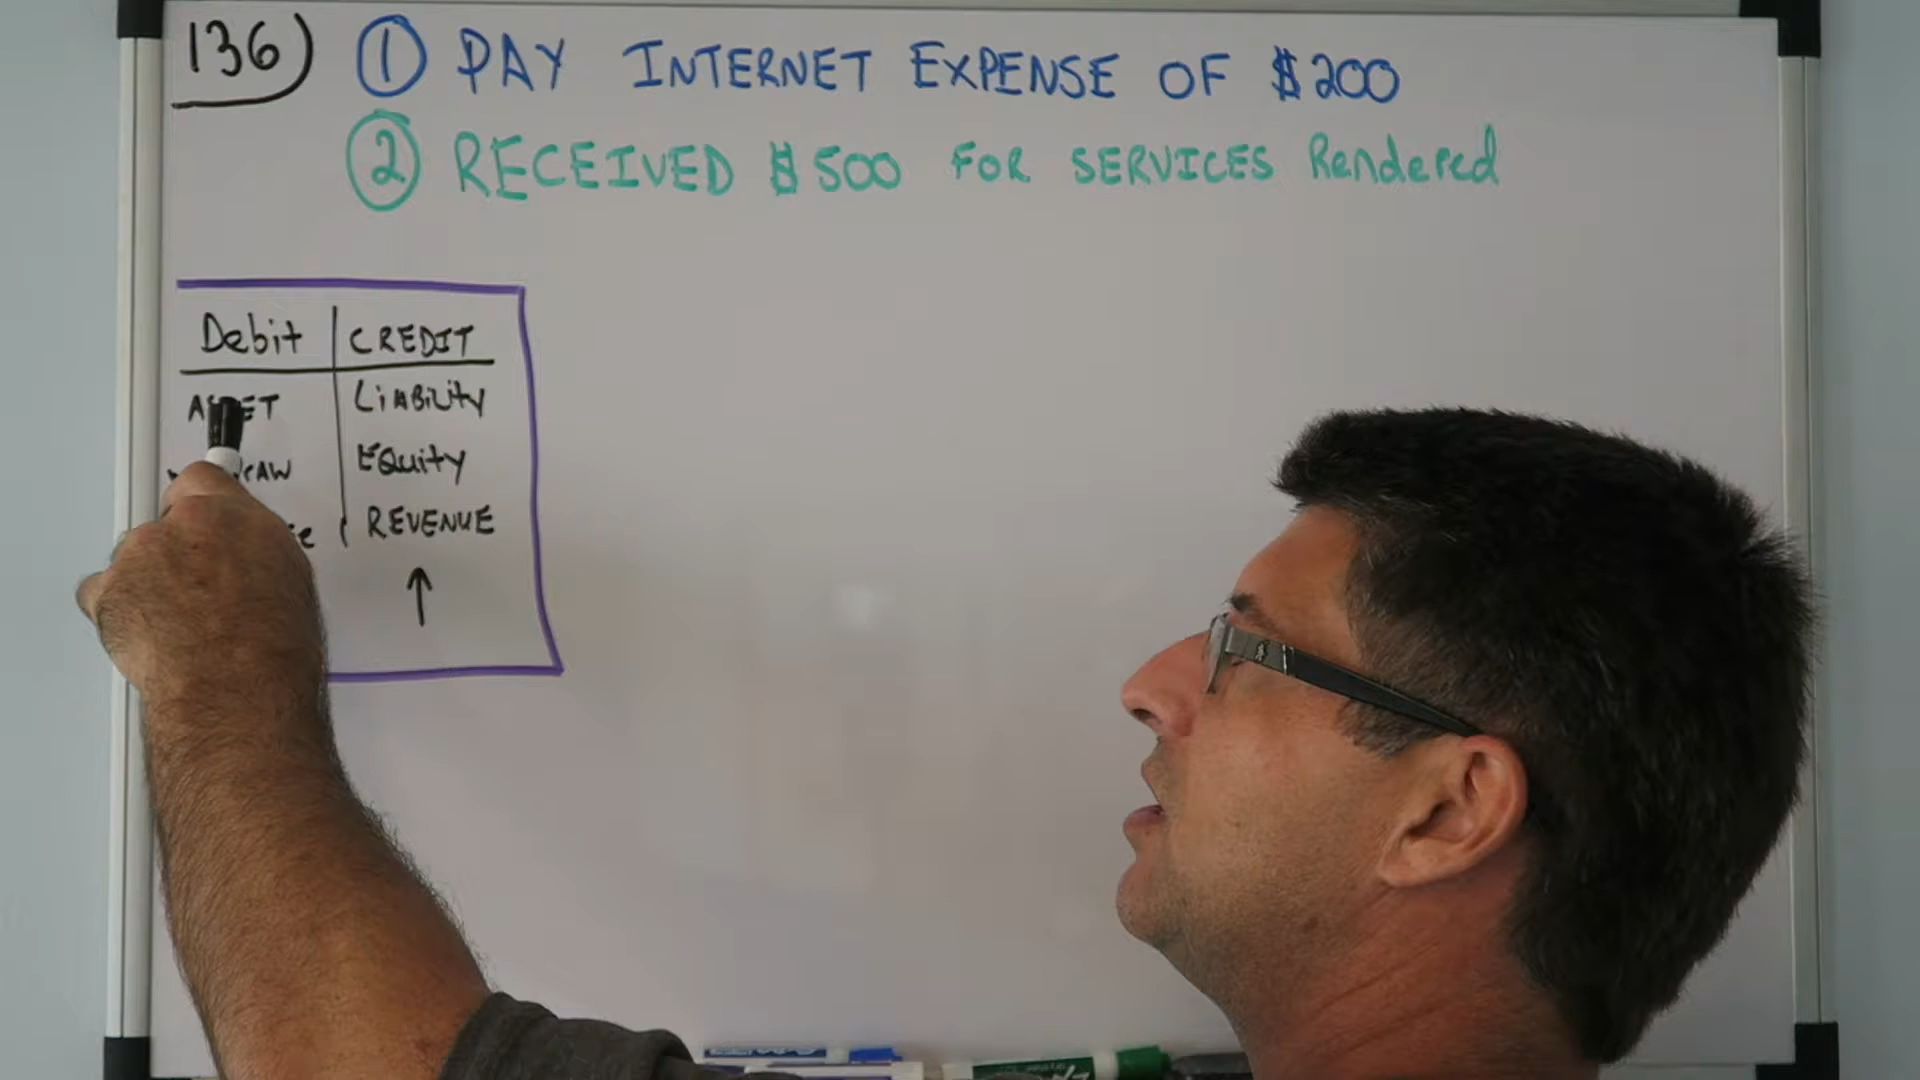 136) ① PAY INTERNET EXPENSE OF $200
② RECEIVED $500 FOR SERVICES Rendered
Debit CREDIT
ASSET LiABiLity
EQuity
REVENUE
↑